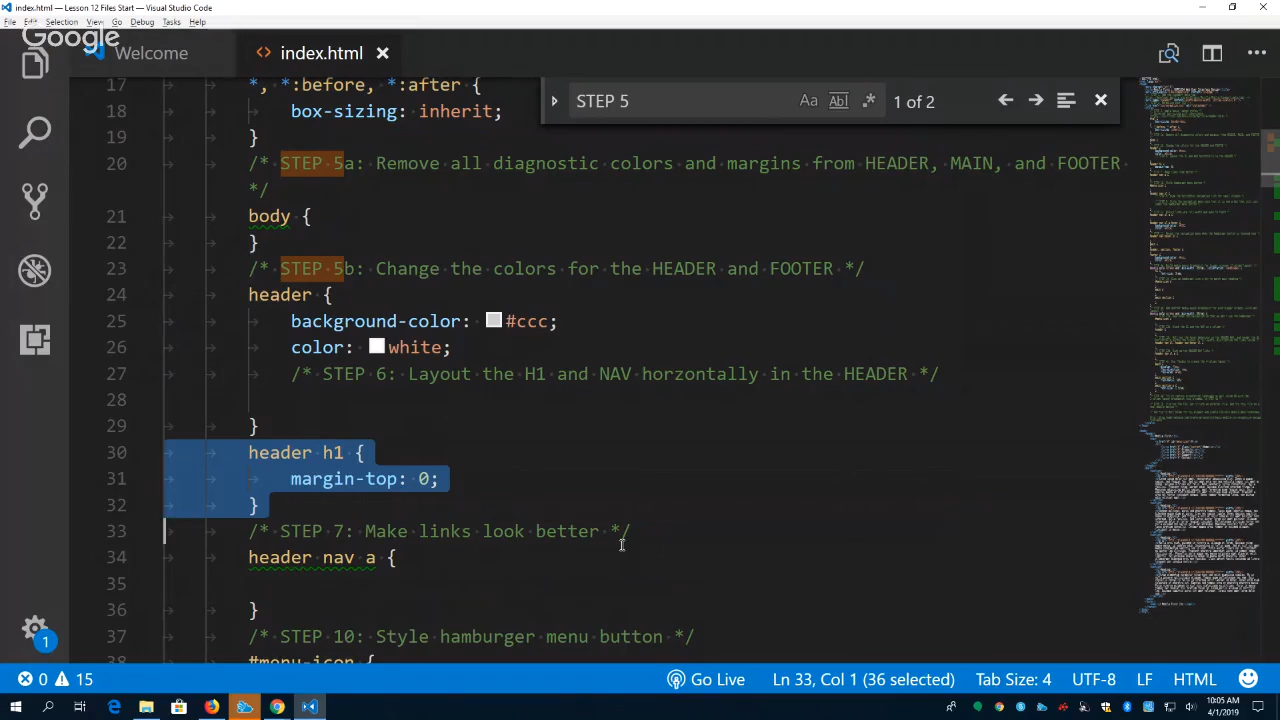 index.html — Lesson 12 Files Start — Visual Studio Code
File Edit Selection View Go Debug Tasks Help
Google
Welcome
index.html
STEP 5
Aa Abl .* 1 of 2
17 *, *:before, *:after {
18 box-sizing: inherit;
19 }
20 /* STEP 5a: Remove all diagnostic colors and margins from HEADER, MAIN, and FOOTER
*/
21 body {
22 }
23 /* STEP 5b: Change the colors for the HEADER and FOOTER */
24 header {
25 background-color: #ccc;
26 color: white;
27 /* STEP 6: Layout the H1 and NAV horzontally in the HEADER */
28
29 }
30 header h1 {
31 margin-top: 0;
32 }
33 /* STEP 7: Make links look better */
34 header nav a {
35
36 }
37 /* STEP 10: Style hamburger menu button */
38 #menu-icon {
1
0 15 Go Live Ln 33, Col 1 (36 selected) Tab Size: 4 UTF-8 LF HTML
10:05 AM
4/1/2019